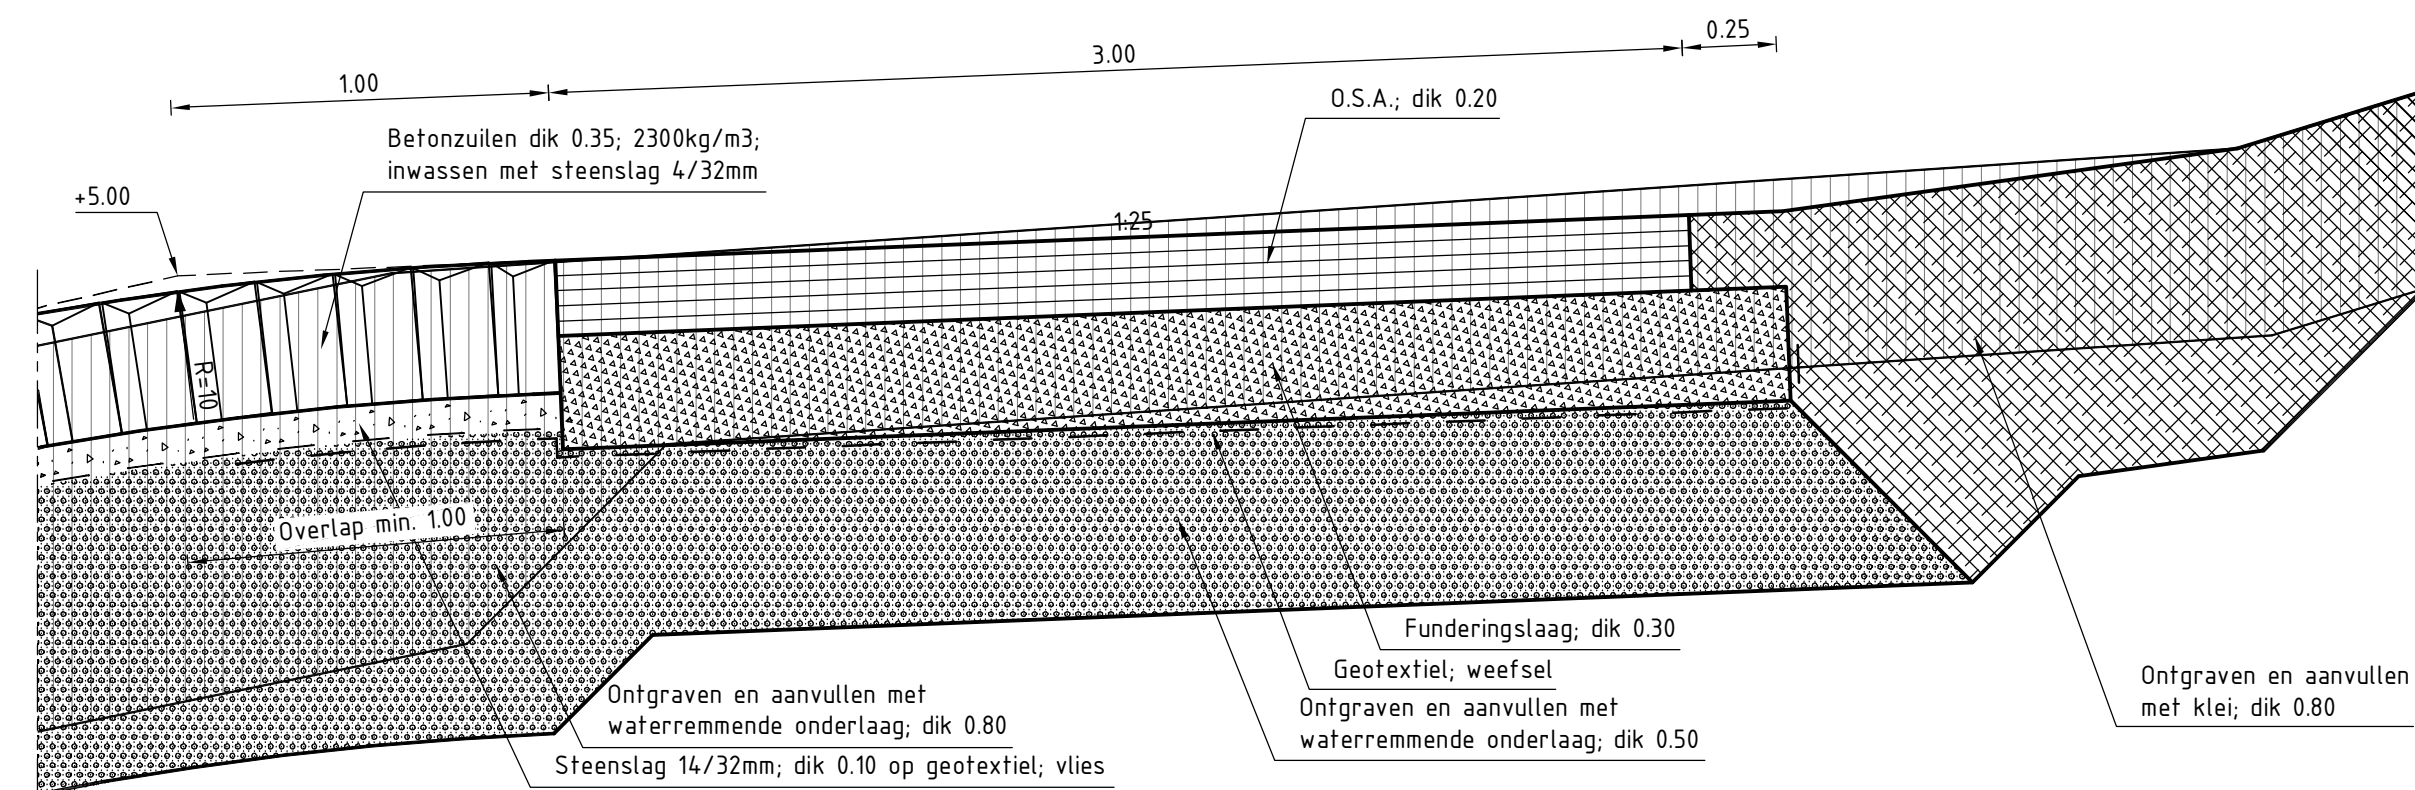 0.25
3.00
1.00
O.S.A.; dik 0.20
Betonzuilen dik 0.35; 2300kg/m3;
inwassen met steenslag 4/32mm
+5.00
1:25
R=10
Overlap min. 1.00
Funderingslaag; dik 0.30
Geotextiel; weefsel
Ontgraven en aanvullen met
waterremmende onderlaag; dik 0.50
Ontgraven en aanvullen
met klei; dik 0.80
Ontgraven en aanvullen met
waterremmende onderlaag; dik 0.80
Steenslag 14/32mm; dik 0.10 op geotextiel; vlies